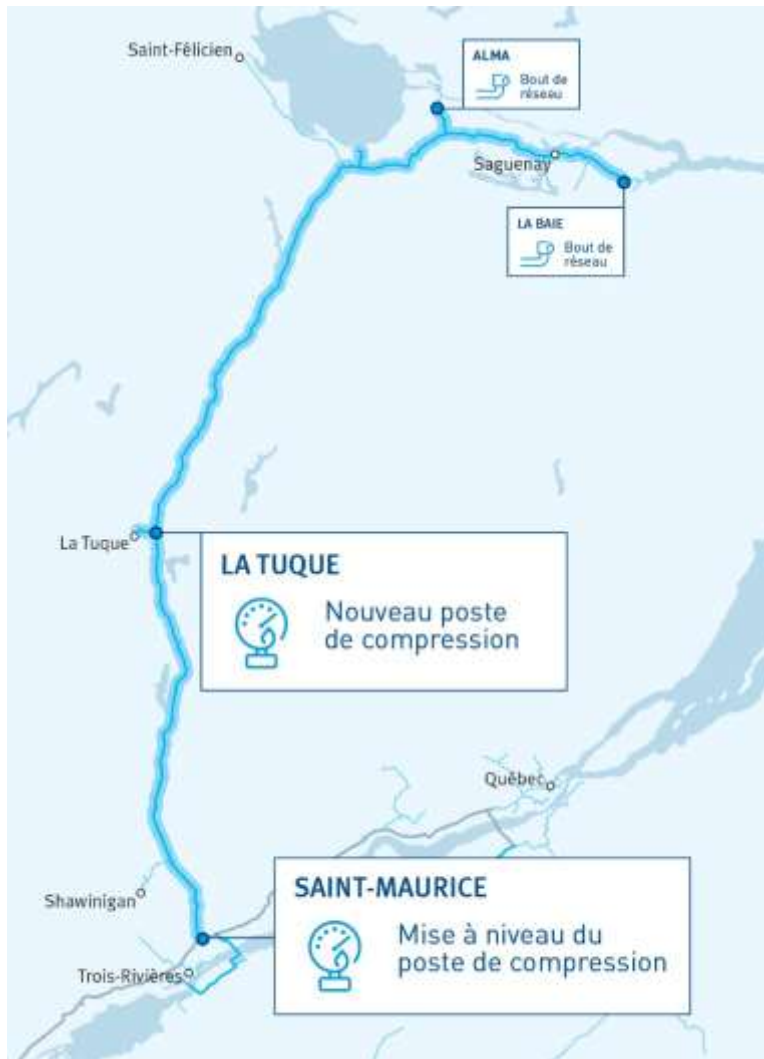 Saint-Félicien
ALMA
Bout de
réseau
Saguenay
LA BAIE
Bout de
réseau
La Tuque
LA TUQUE
Nouveau poste
de compression
Québec
Shawinigan
SAINT-MAURICE
Mise à niveau du
poste de compression
Trois-Rivières